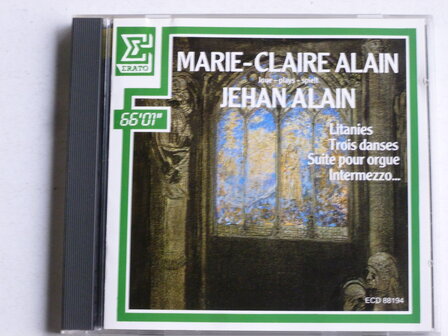 ERATO
MARIE-CLAIRE ALAIN
Joue - plays - spielt
JEHAN ALAIN
66'01"
Litanies
Trois danses
Suite pour orgue
Intermezzo...
ECD 88194